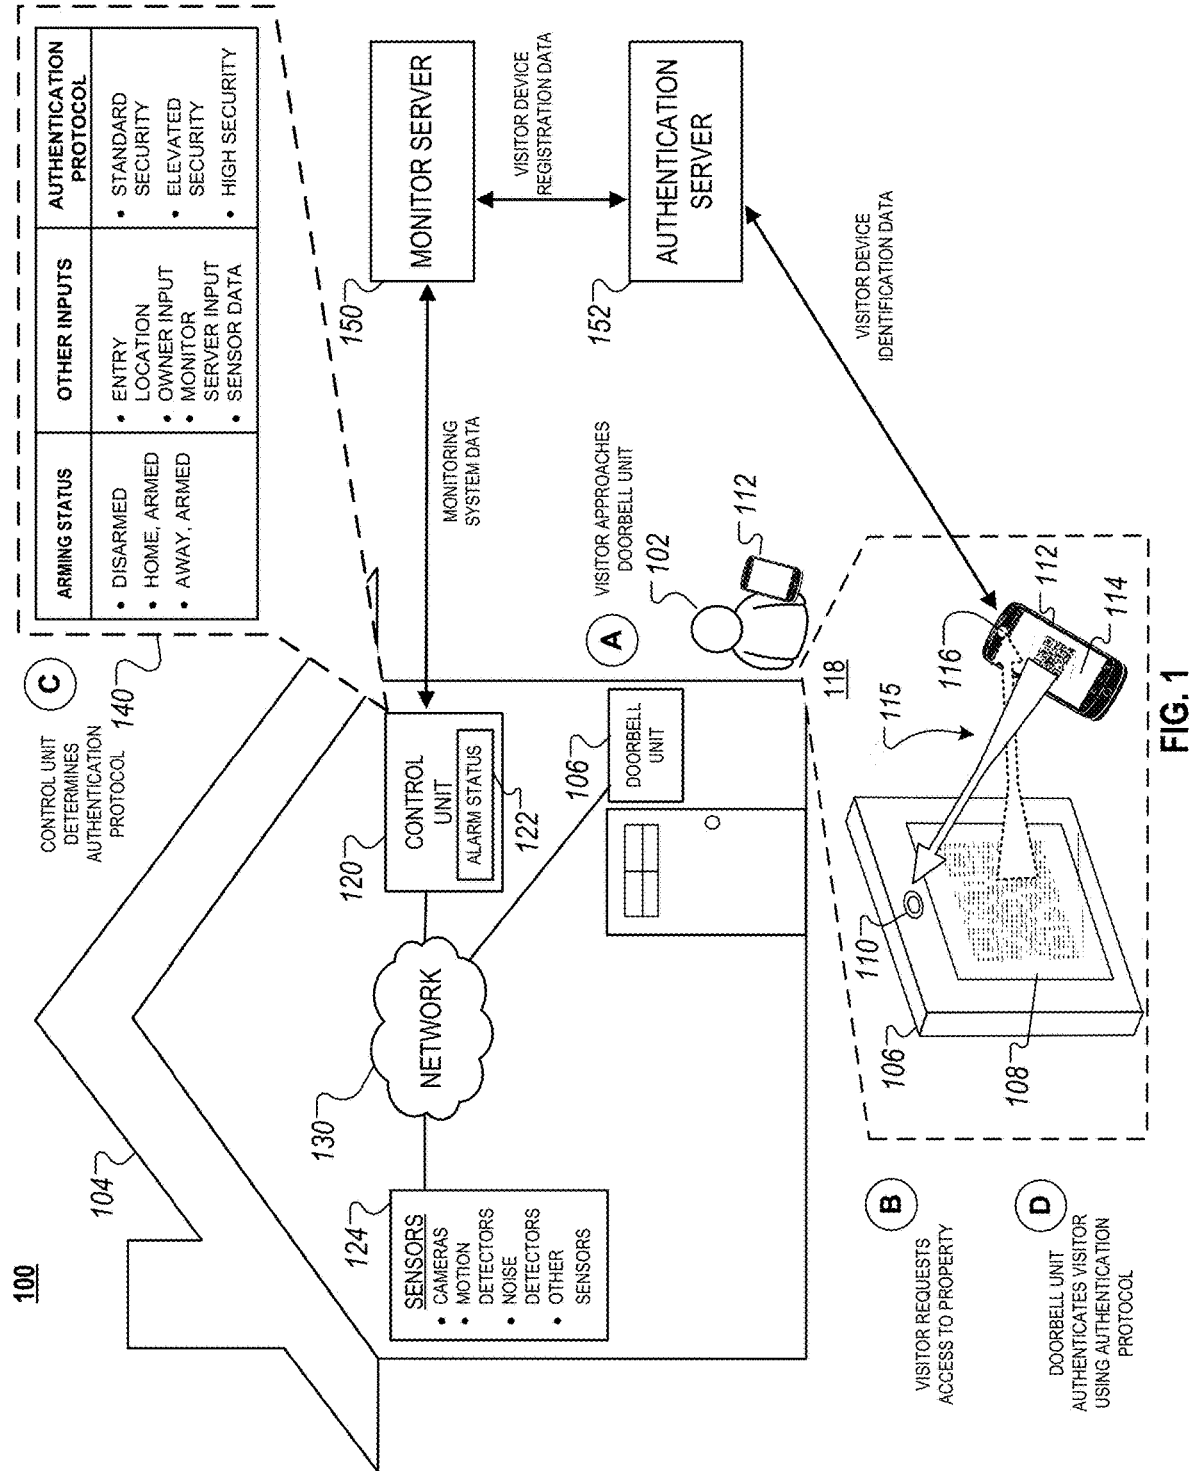 100
104
C
CONTROL UNIT
DETERMINES
AUTHENTICATION
PROTOCOL
140
ARMING STATUS
• DISARMED
• HOME, ARMED
• AWAY, ARMED
OTHER INPUTS
• ENTRY
LOCATION
• OWNER INPUT
• MONITOR
SERVER INPUT
• SENSOR DATA
AUTHENTICATION
PROTOCOL
• STANDARD
SECURITY
• ELEVATED
SECURITY
• HIGH SECURITY
124
SENSORS
• CAMERAS
• MOTION
DETECTORS
• NOISE
DETECTORS
• OTHER
SENSORS
130
NETWORK
120
CONTROL
UNIT
ALARM STATUS
122
MONITORING
SYSTEM DATA
150
MONITOR SERVER
VISITOR DEVICE
REGISTRATION DATA
152
AUTHENTICATION
SERVER
VISITOR DEVICE
IDENTIFICATION DATA
106
DOORBELL
UNIT
A
VISITOR APPROACHES
DOORBELL UNIT
102
112
B
VISITOR REQUESTS
ACCESS TO PROPERTY
D
DOORBELL UNIT
AUTHENTICATES VISITOR
USING AUTHENTICATION
PROTOCOL
118
110
106
108
115
116
112
114
FIG. 1